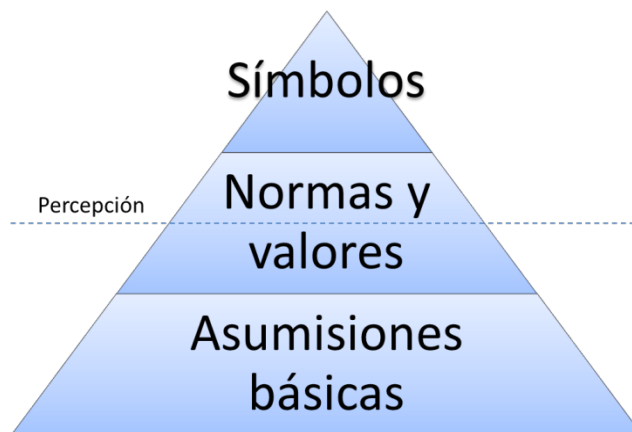 Símbolos
Normas y
Percepción
valores
Asumisiones
básicas